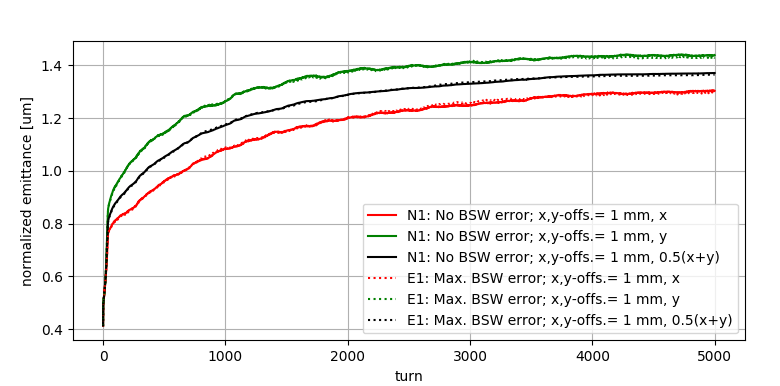 normalized emittance [um]
1.4
1.2
1.0
0.8
0.6
0.4
N1: No BSW error; x,y-offs.= 1 mm, x
N1: No BSW error; x,y-offs.= 1 mm, y
N1: No BSW error; x,y-offs.= 1 mm, 0.5(x+y)
E1: Max. BSW error; x,y-offs.= 1 mm, x
E1: Max. BSW error; x,y-offs.= 1 mm, y
E1: Max. BSW error; x,y-offs.= 1 mm, 0.5(x+y)
0 1000 2000 3000 4000 5000
turn